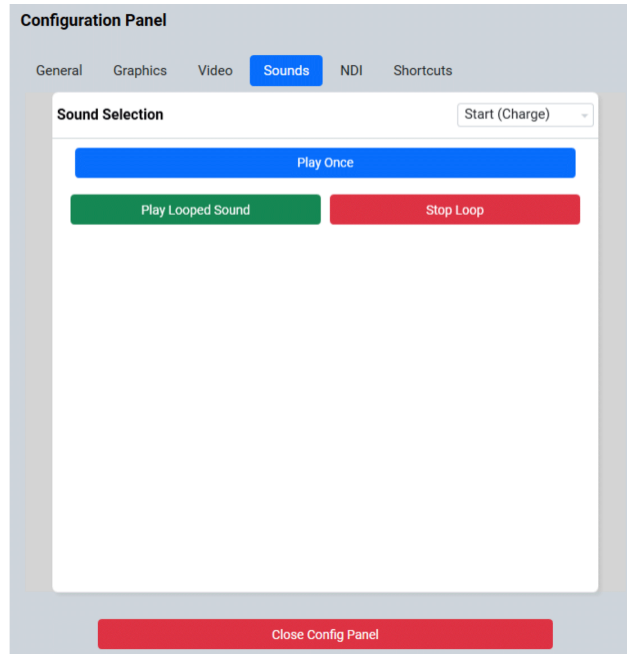 Configuration Panel
General Graphics Video Sounds NDI Shortcuts
Sound Selection Start (Charge)
Play Once
Play Looped Sound Stop Loop
Close Config Panel